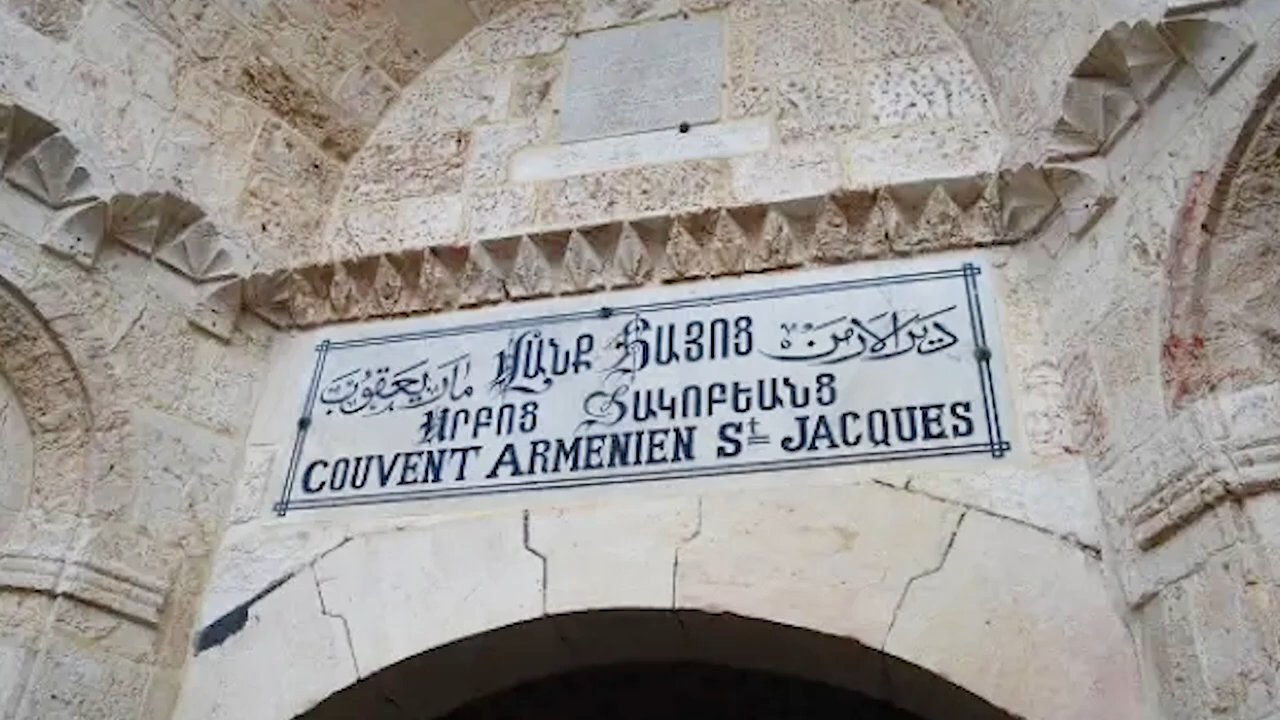 دير الارمن ՎԱՆՔ ՀԱՅՈՑ مار يعقوب
ՍՐԲՈՑ ՅԱԿՈԲԵԱՆՑ
COUVENT ARMENIEN St JACQUES